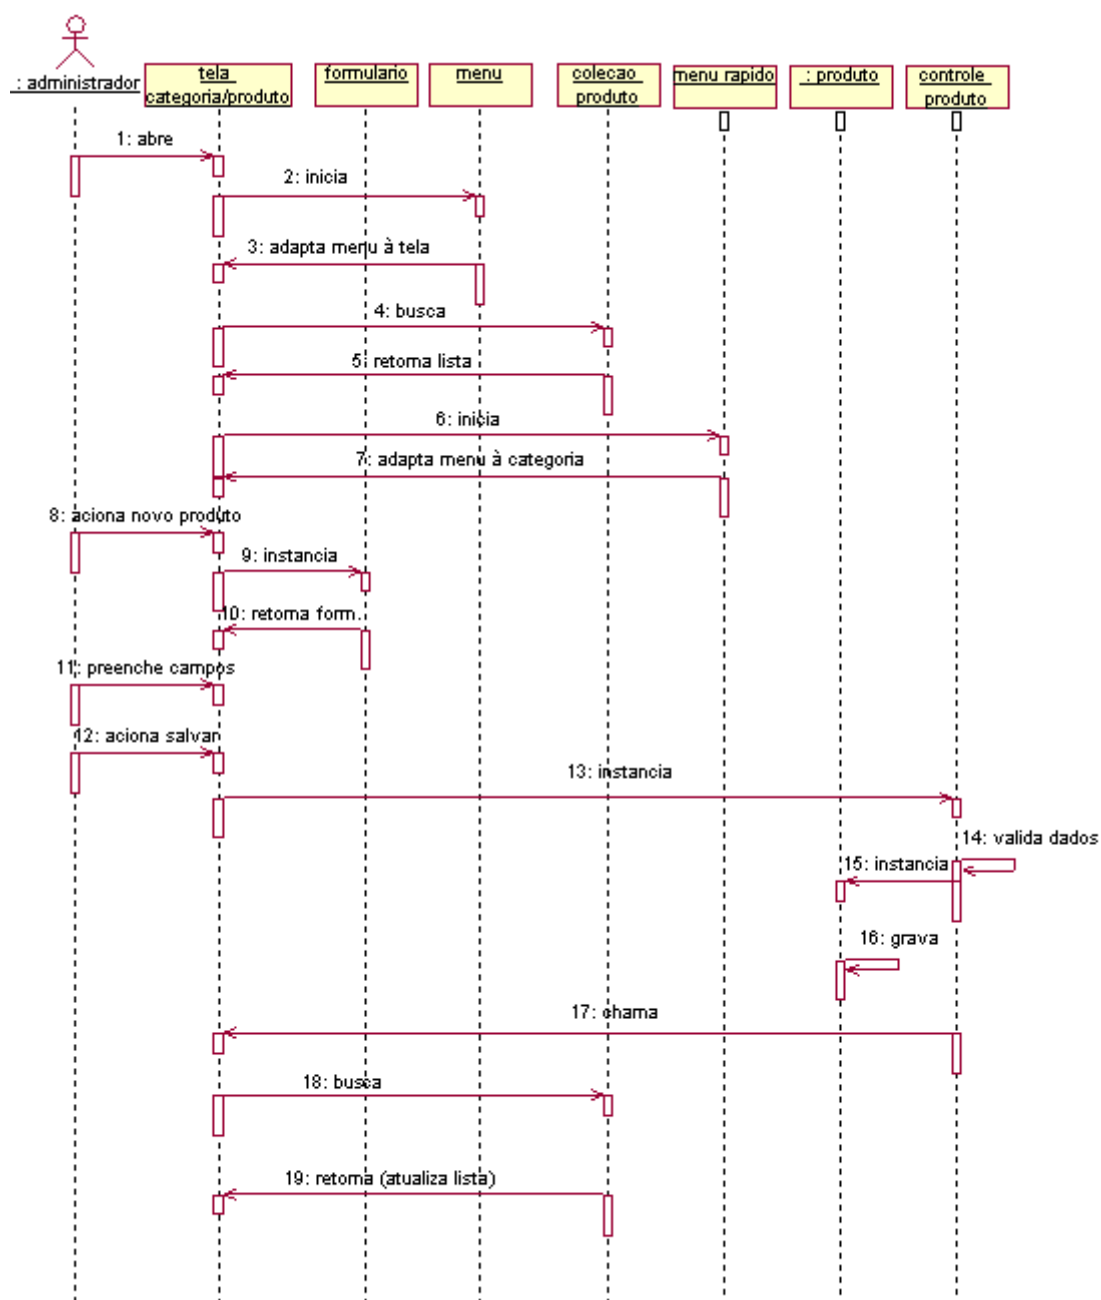 : administrador
tela
categoria/produto
formulario
menu
colecao
produto
menu rapido
: produto
controle
produto
1: abre
2: inicia
3: adapta menu à tela
4: busca
5: retorna lista
6: inicia
7: adapta menu à categoria
8: aciona novo produto
9: instancia
10: retorna form.
11: preenche campos
12: aciona salvar
13: instancia
14: valida dados
15: instancia
16: grava
17: chama
18: busca
19: retorna (atualiza lista)